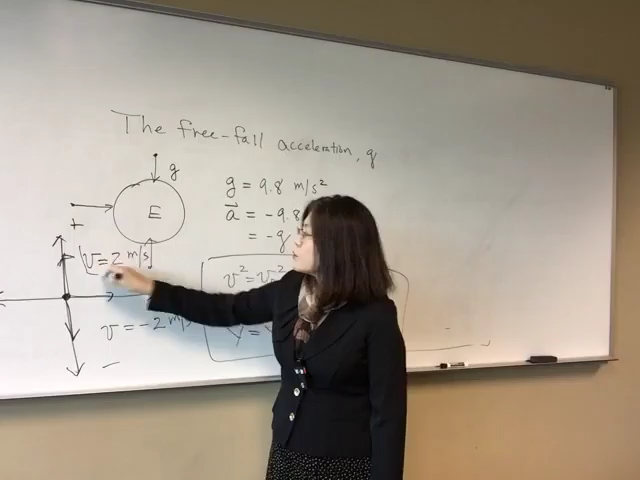 The free-fall acceleration, g
g
g = 9.8 m/s²
E
a⃗ = -9.8
+
= -g
v = 2 m/s
v² = v²
v = -2 m/s
y =